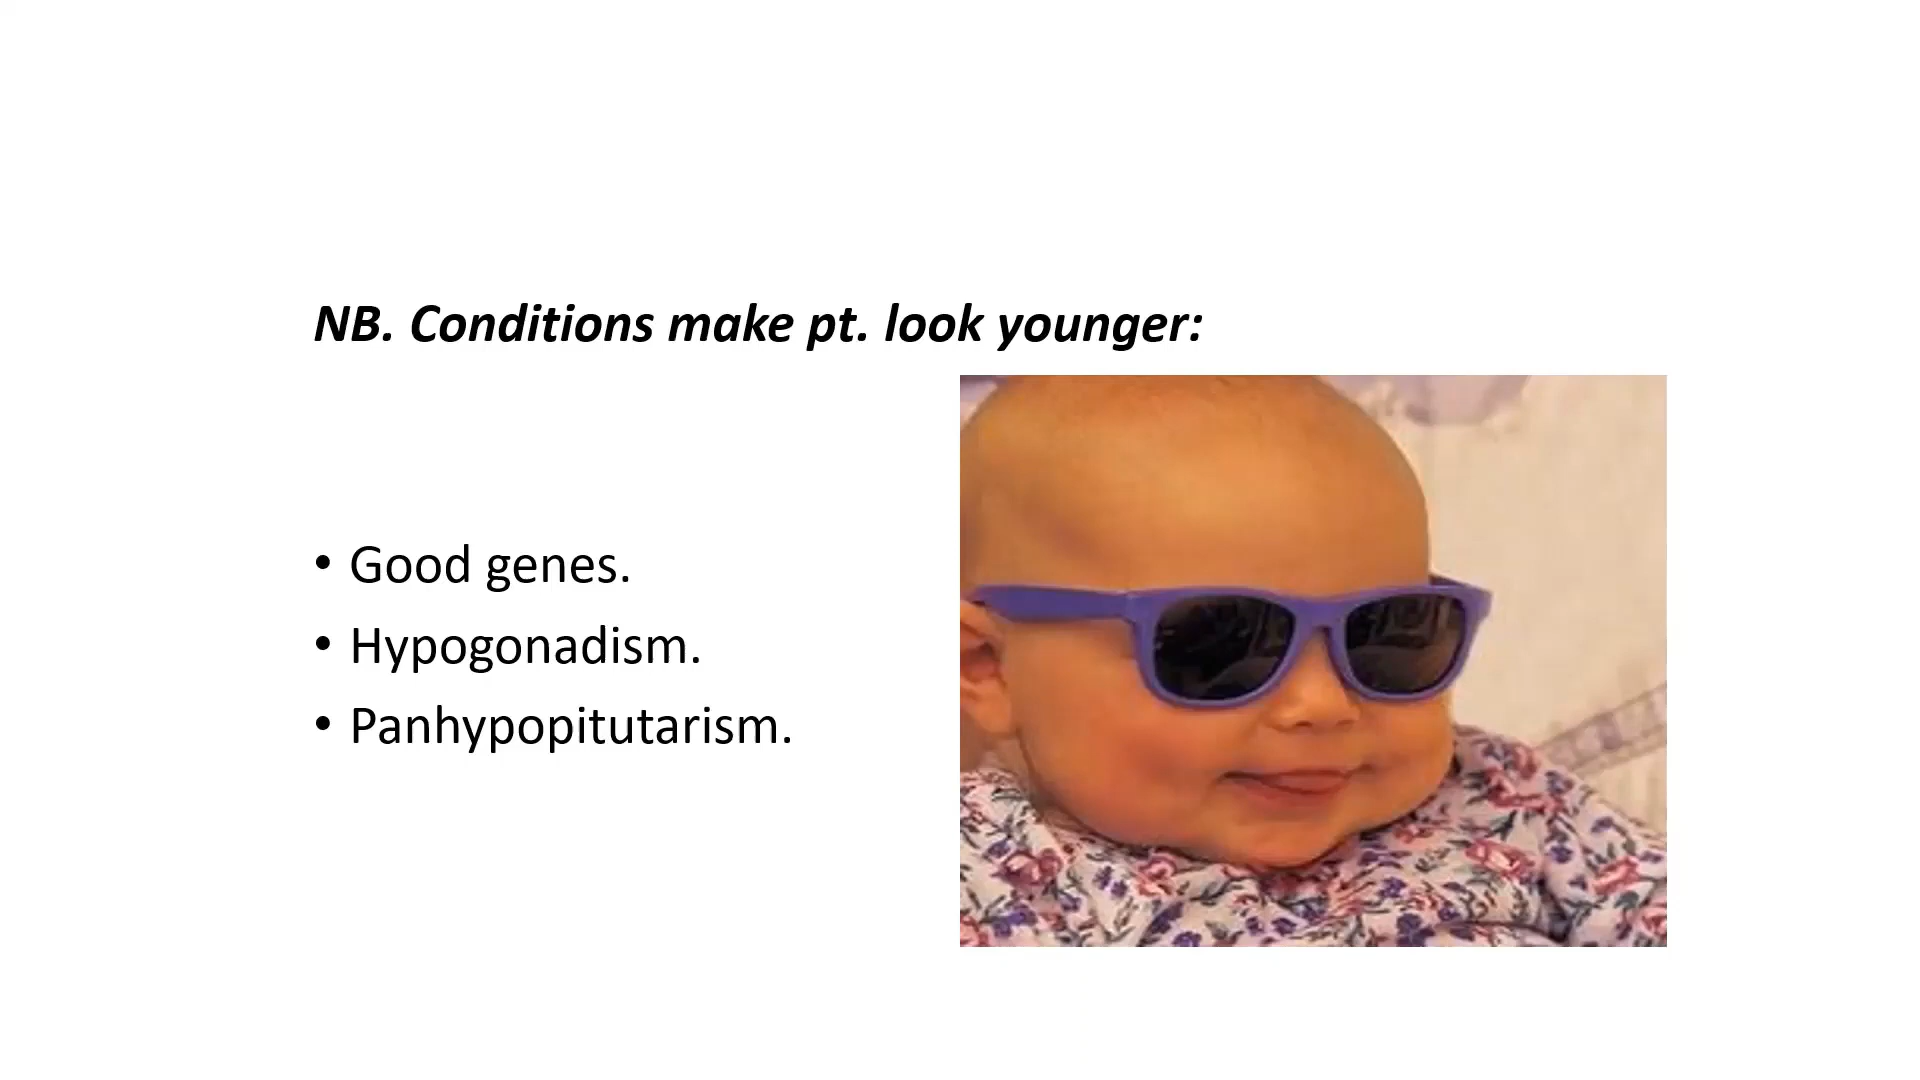 NB. Conditions make pt. look younger:
• Good genes.
• Hypogonadism.
• Panhypopitutarism.